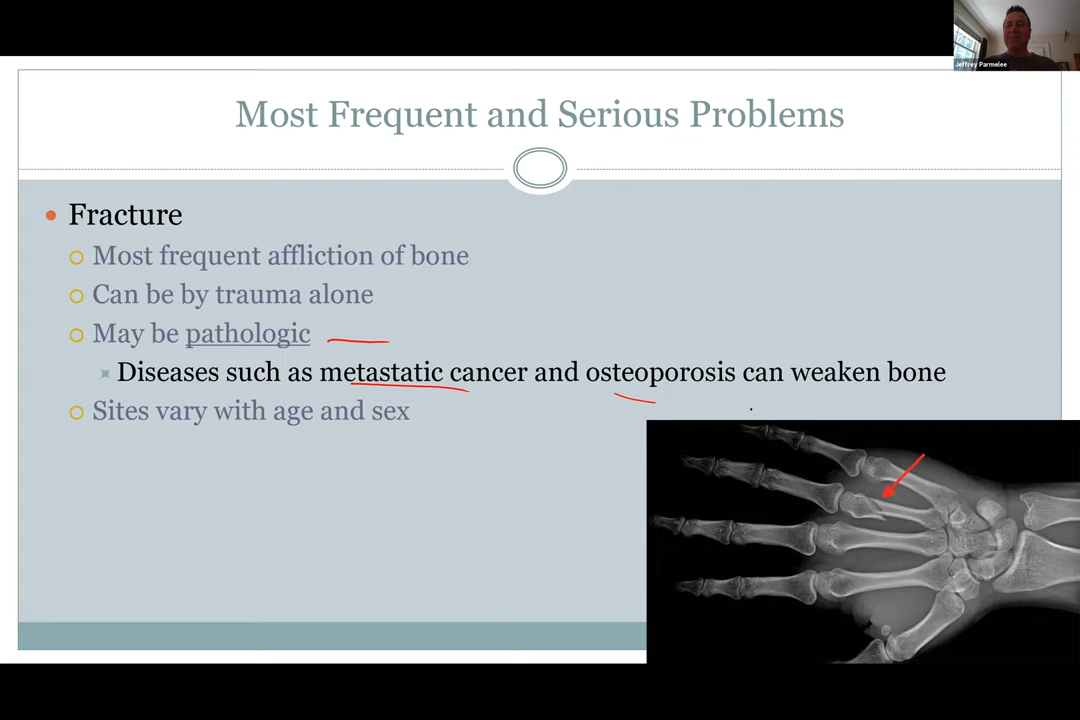 Jeffrey Parmelee
Most Frequent and Serious Problems
Fracture
Most frequent affliction of bone
Can be by trauma alone
May be pathologic
Diseases such as metastatic cancer and osteoporosis can weaken bone
Sites vary with age and sex